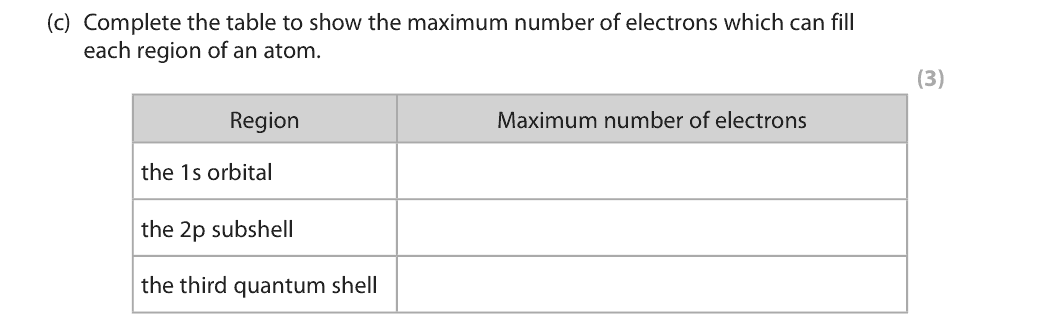 (c) Complete the table to show the maximum number of electrons which can fill
each region of an atom.
(3)
Region Maximum number of electrons
the 1s orbital
the 2p subshell
the third quantum shell